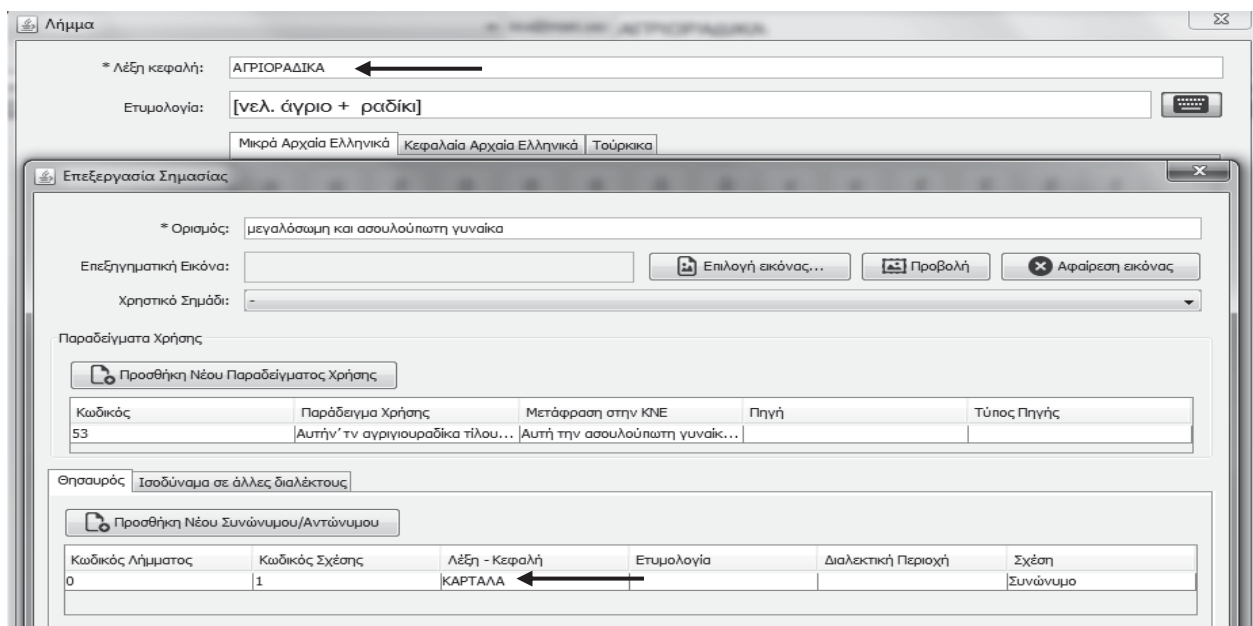 Λήμμα
* Λέξη κεφαλή: ΑΓΡΙΟΡΑΔΙΚΑ
Ετυμολογία: [νελ. άγριο + ραδίκι]
Μικρά Αρχαία Ελληνικά Κεφαλαία Αρχαία Ελληνικά Τούρκικα
Επεξεργασία Σημασίας
* Ορισμός: μεγαλόσωμη και ασουλούπωτη γυναίκα
Επεξηγηματική Εικόνα: Επιλογή εικόνας... Προβολή Αφαίρεση εικόνας
Χρηστικό Σημάδι: -
Παραδείγματα Χρήσης
Προσθήκη Νέου Παραδείγματος Χρήσης
Κωδικός Παράδειγμα Χρήσης Μετάφραση στην ΚΝΕ Πηγή Τύπος Πηγής
53 Αυτήν΄τν αγριγιουραδίκα τίλου... Αυτή την ασουλούπωτη γυναίκ...
Θησαυρός Ισοδύναμα σε άλλες διαλέκτους
Προσθήκη Νέου Συνώνυμου/Αντώνυμου
Κωδικός Λήμματος Κωδικός Σχέσης Λέξη - Κεφαλή Ετυμολογία Διαλεκτική Περιοχή Σχέση
0 1 ΚΑΡΤΑΛΑ Συνώνυμο